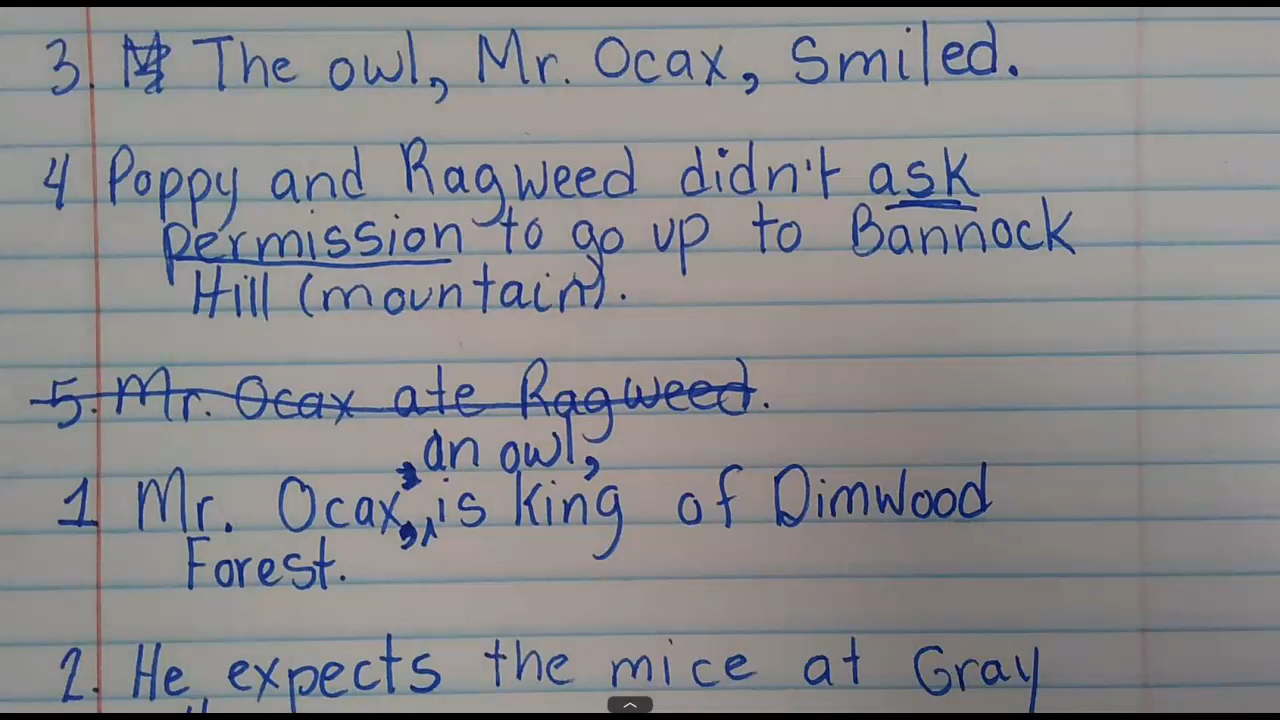 3. The owl, Mr. Ocax, Smiled.
4 Poppy and Ragweed didn't ask
permission to go up to Bannock
Hill (mountain).
5. Mr. Ocax ate Ragweed.
, an owl,
1 Mr. Ocax, is king of Dimwood
Forest.
2. He expects the mice at Gray